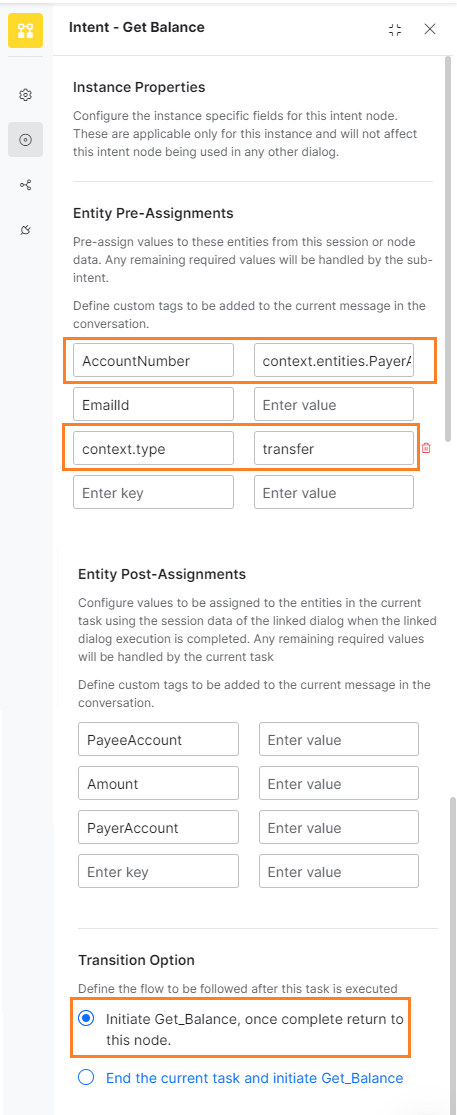 Intent - Get Balance
Instance Properties
Configure the instance specific fields for this intent node.
These are applicable only for this instance and will not affect
this intent node being used in any other dialog.
Entity Pre-Assignments
Pre-assign values to these entities from this session or node
data. Any remaining required values will be handled by the sub-
intent.
Define custom tags to be added to the current message in the
conversation.
AccountNumber context.entities.PayerA
EmailId Enter value
context.type transfer
Enter key Enter value
Entity Post-Assignments
Configure values to be assigned to the entities in the current
task using the session data of the linked dialog when the linked
dialog execution is completed. Any remaining required values
will be handled by the current task
Define custom tags to be added to the current message in the
conversation.
PayeeAccount Enter value
Amount Enter value
PayerAccount Enter value
Enter key Enter value
Transition Option
Define the flow to be followed after this task is executed
Initiate Get_Balance, once complete return to
this node.
End the current task and initiate Get_Balance